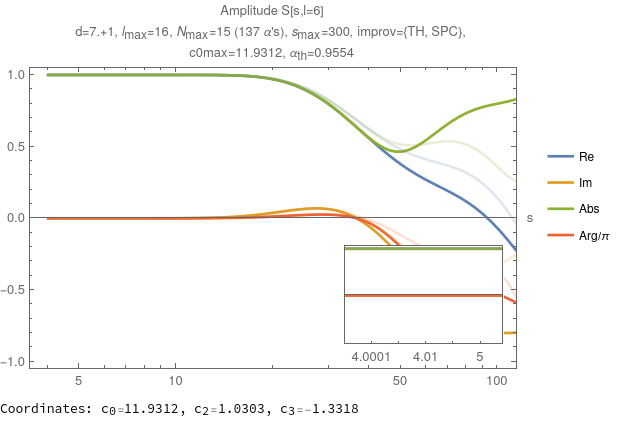 Amplitude S[s,l=6]
d=7.+1, lmax=16, Nmax=15 (137 α's), smax=300, improv={TH, SPC},
c0max=11.9312, αth=0.9554
1.0
0.5
0.0
-0.5
-1.0
s
5
10
50
100
4.0001
4.01
5
Re
Im
Abs
Arg/π
Coordinates: c0=11.9312, c2=1.0303, c3=-1.3318